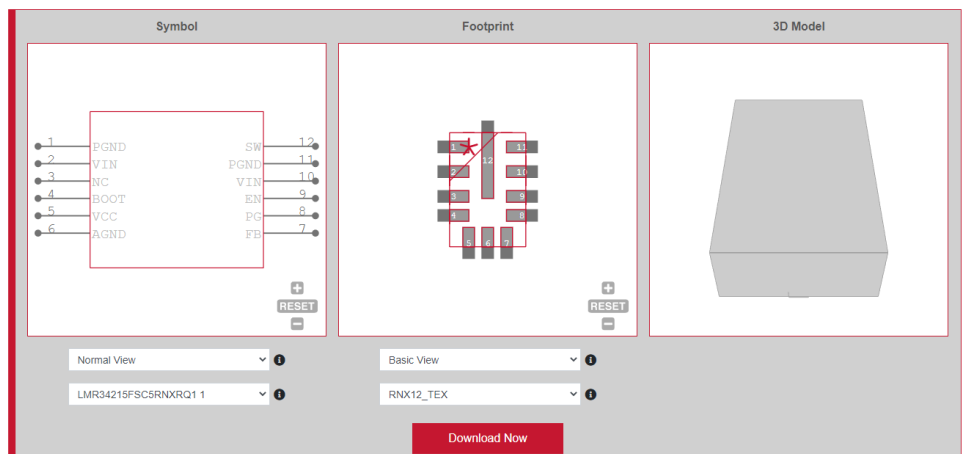 Symbol
Footprint
3D Model
1 PGND SW 12
2 VIN PGND 11
3 NC VIN 10
4 BOOT EN 9
5 VCC PG 8
6 AGND FB 7
1 12 11
2 10
3 9
4 8
5 6 7
RESET
RESET
Normal View
Basic View
LMR34215FSC5RNXRQ1 1
RNX12_TEX
Download Now